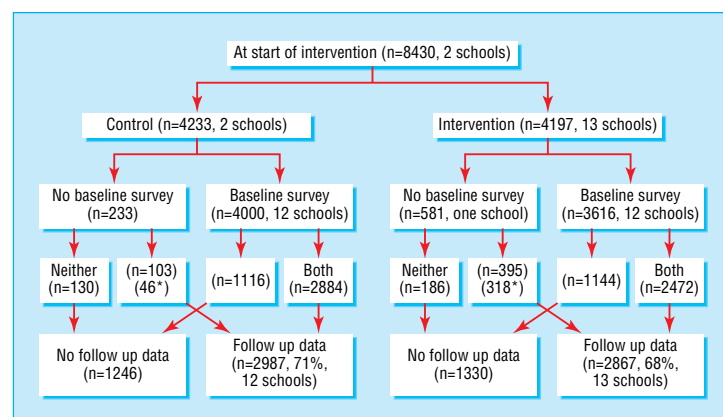 At start of intervention (n=8430, 2 schools)
Control (n=4233, 2 schools)
Intervention (n=4197, 13 schools)
No baseline survey
(n=233)
Baseline survey
(n=4000, 12 schools)
No baseline survey
(n=581, one school)
Baseline survey
(n=3616, 12 schools)
Neither
(n=130)
(n=103)
(46*)
(n=1116)
Both
(n=2884)
Neither
(n=186)
(n=395)
(318*)
(n=1144)
Both
(n=2472)
No follow up data
(n=1246)
Follow up data
(n=2987, 71%,
12 schools)
No follow up data
(n=1330)
Follow up data
(n=2867, 68%,
13 schools)